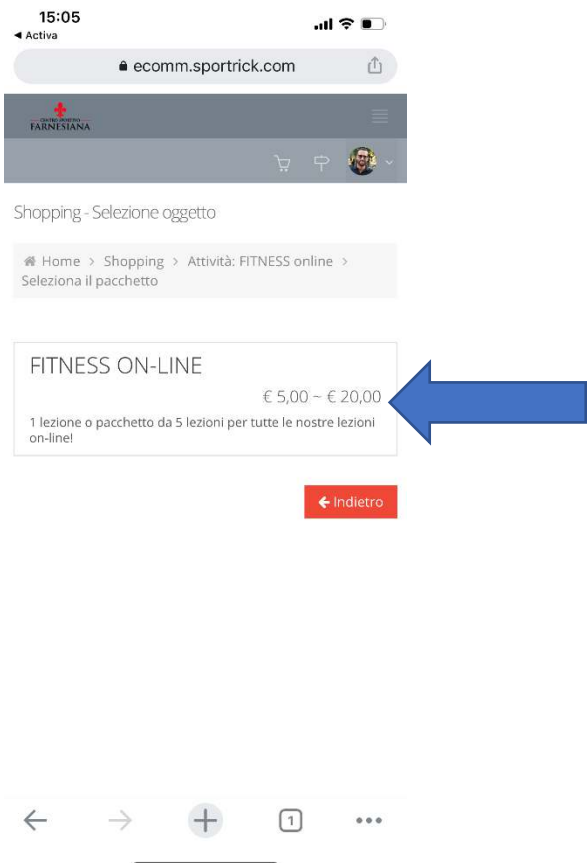 15:05
◀ Activa
ecomm.sportrick.com
CENTRO SPORTIVO
FARNESIANA
Shopping - Selezione oggetto
Home > Shopping > Attività: FITNESS online >
Seleziona il pacchetto
FITNESS ON-LINE
€ 5,00 ~ € 20,00
1 lezione o pacchetto da 5 lezioni per tutte le nostre lezioni
on-line!
Indietro
1